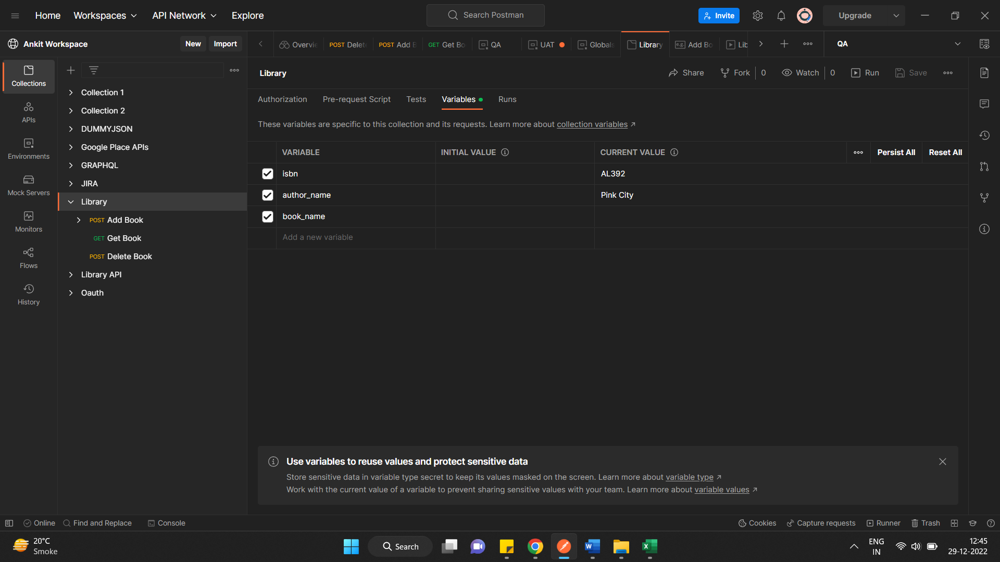 Home Workspaces API Network Explore Search Postman Invite Upgrade
Ankit Workspace New Import
Overvie POST Delet POST Add B GET Get Bo QA UAT Globals Library e.g. Add Bo Lib QA
Collections
APIs
Environments
Mock Servers
Monitors
Flows
History
Collection 1
Collection 2
DUMMYJSON
Google Place APIs
GRAPHQL
JIRA
Library
POST Add Book
GET Get Book
POST Delete Book
Library API
Oauth
Library Share Fork 0 Watch 0 Run Save
Authorization Pre-request Script Tests Variables Runs
These variables are specific to this collection and its requests. Learn more about collection variables ↗
VARIABLE INITIAL VALUE CURRENT VALUE Persist All Reset All
isbn AL392
author_name Pink City
book_name
Add a new variable
Use variables to reuse values and protect sensitive data
Store sensitive data in variable type secret to keep its values masked on the screen. Learn more about variable type ↗
Work with the current value of a variable to prevent sharing sensitive values with your team. Learn more about variable values ↗
Online Find and Replace Console Cookies Capture requests Runner Trash
20°C
Smoke
Search
ENG
IN
12:45
29-12-2022